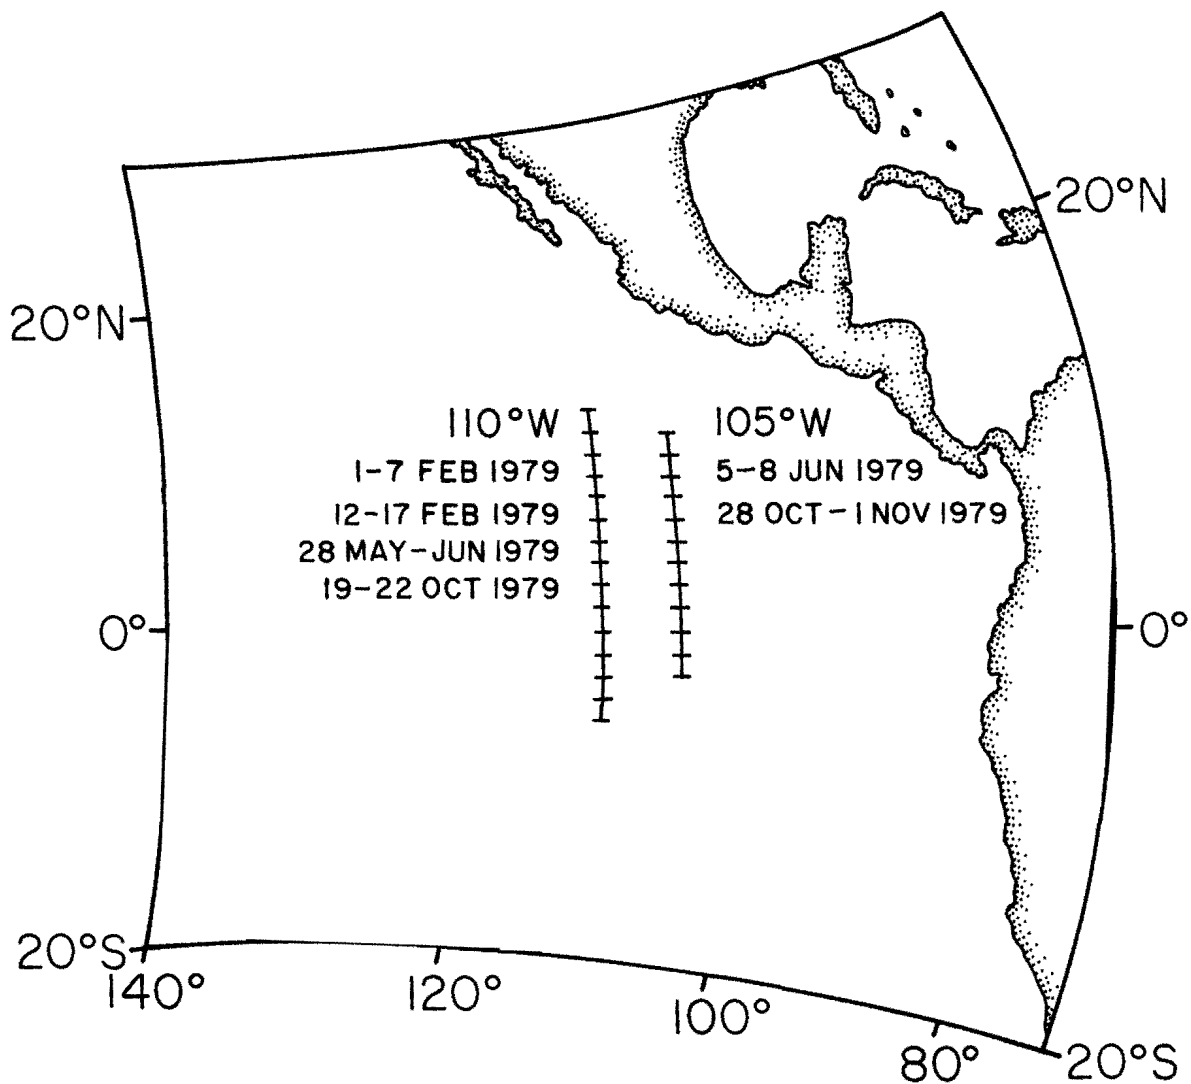 20°N
20°N
110°W
105°W
1-7 FEB 1979
5-8 JUN 1979
12-17 FEB 1979
28 OCT-1 NOV 1979
28 MAY-JUN 1979
19-22 OCT 1979
0°
0°
20°S
140°
120°
100°
80°
20°S